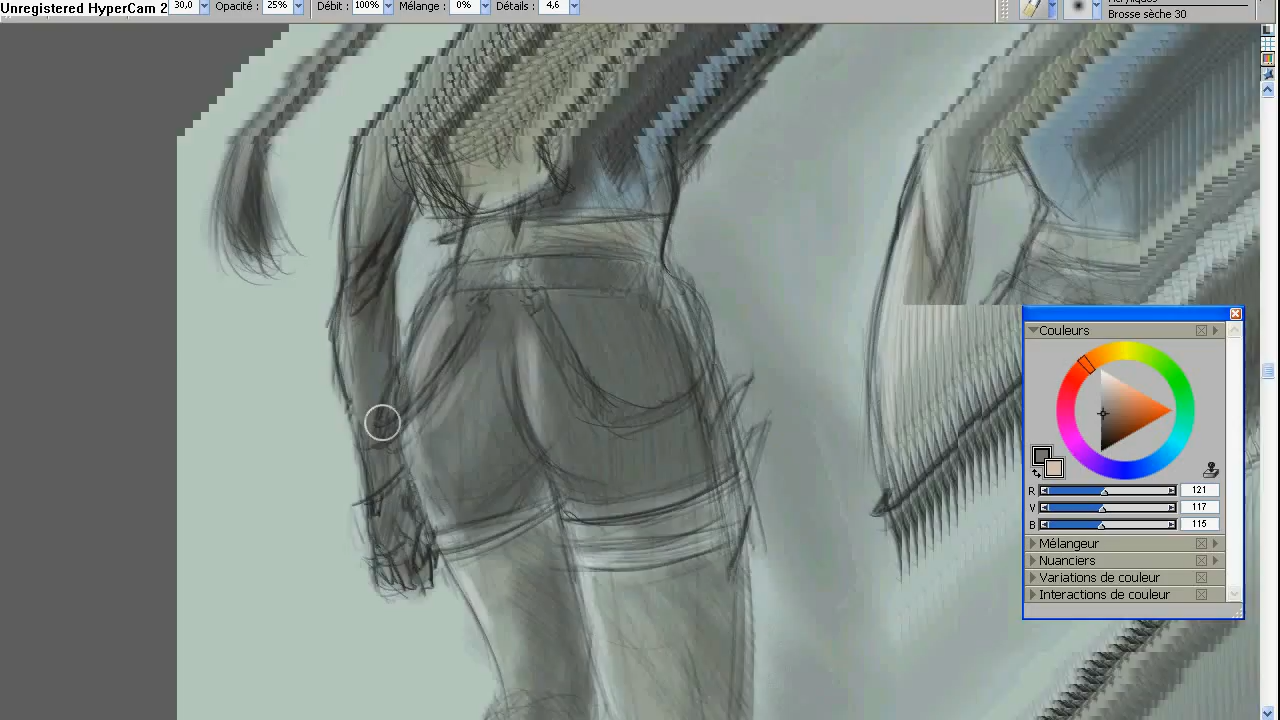 Unregistered HyperCam 2
30,0 Opacité : 25% Débit : 100% Mélange : 0% Détails : 4,6
Brosse sèche 30
Couleurs
R 121
V 117
B 115
Mélangeur
Nuanciers
Variations de couleur
Interactions de couleur